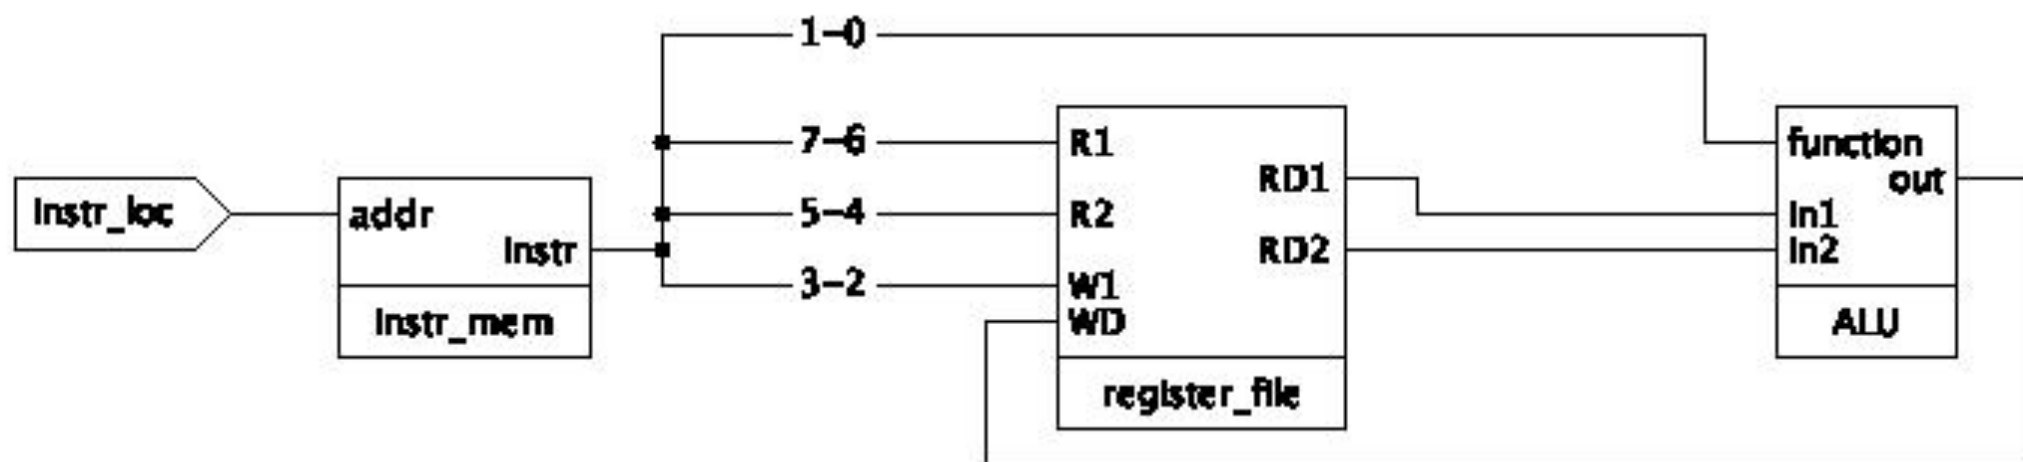 1-0
7-6
R1
function
RD1
out
Instr_loc
addr
5-4
R2
In1
Instr
RD2
In2
3-2
W1
Instr_mem
WD
ALU
register_file